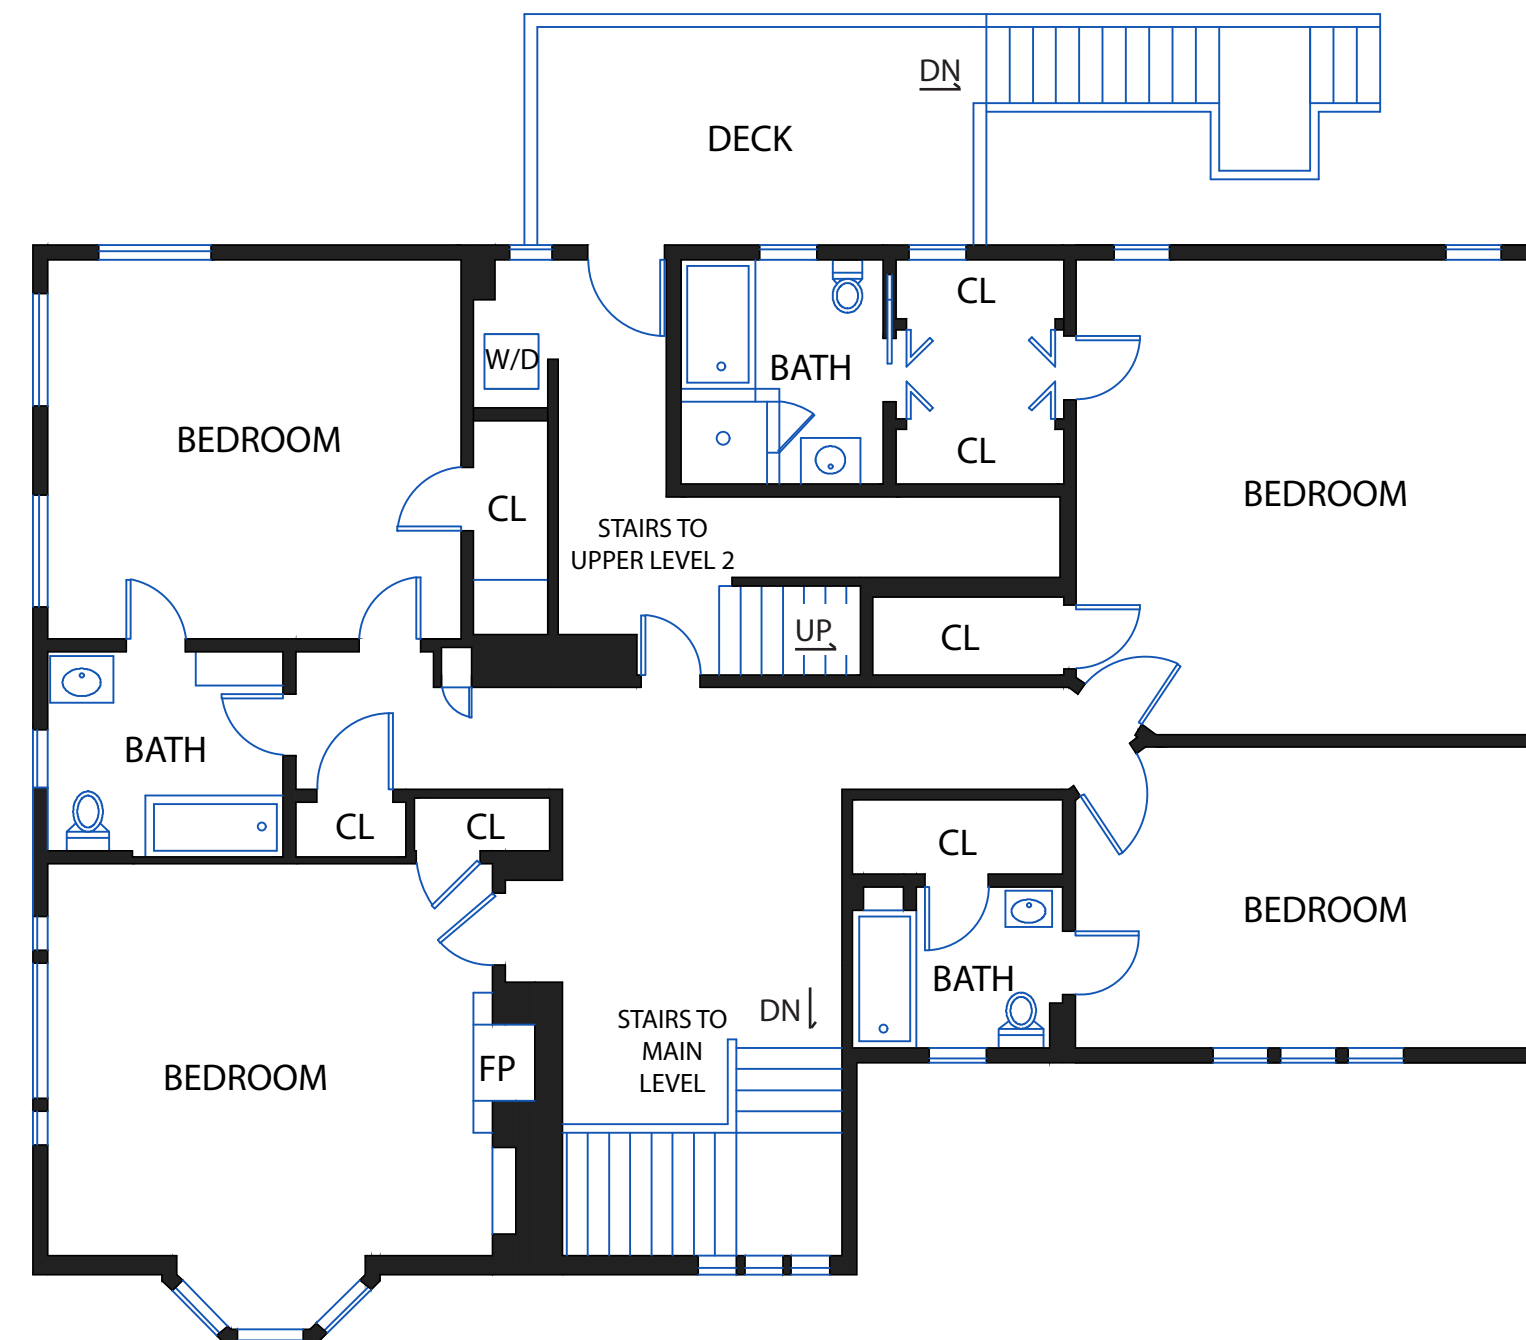 DN
DECK
CL
W/D
BATH
BEDROOM
CL
BEDROOM
CL
STAIRS TO
UPPER LEVEL 2
UP
CL
BATH
CL
CL
CL
BEDROOM
BATH
DN
STAIRS TO
MAIN
LEVEL
FP
BEDROOM